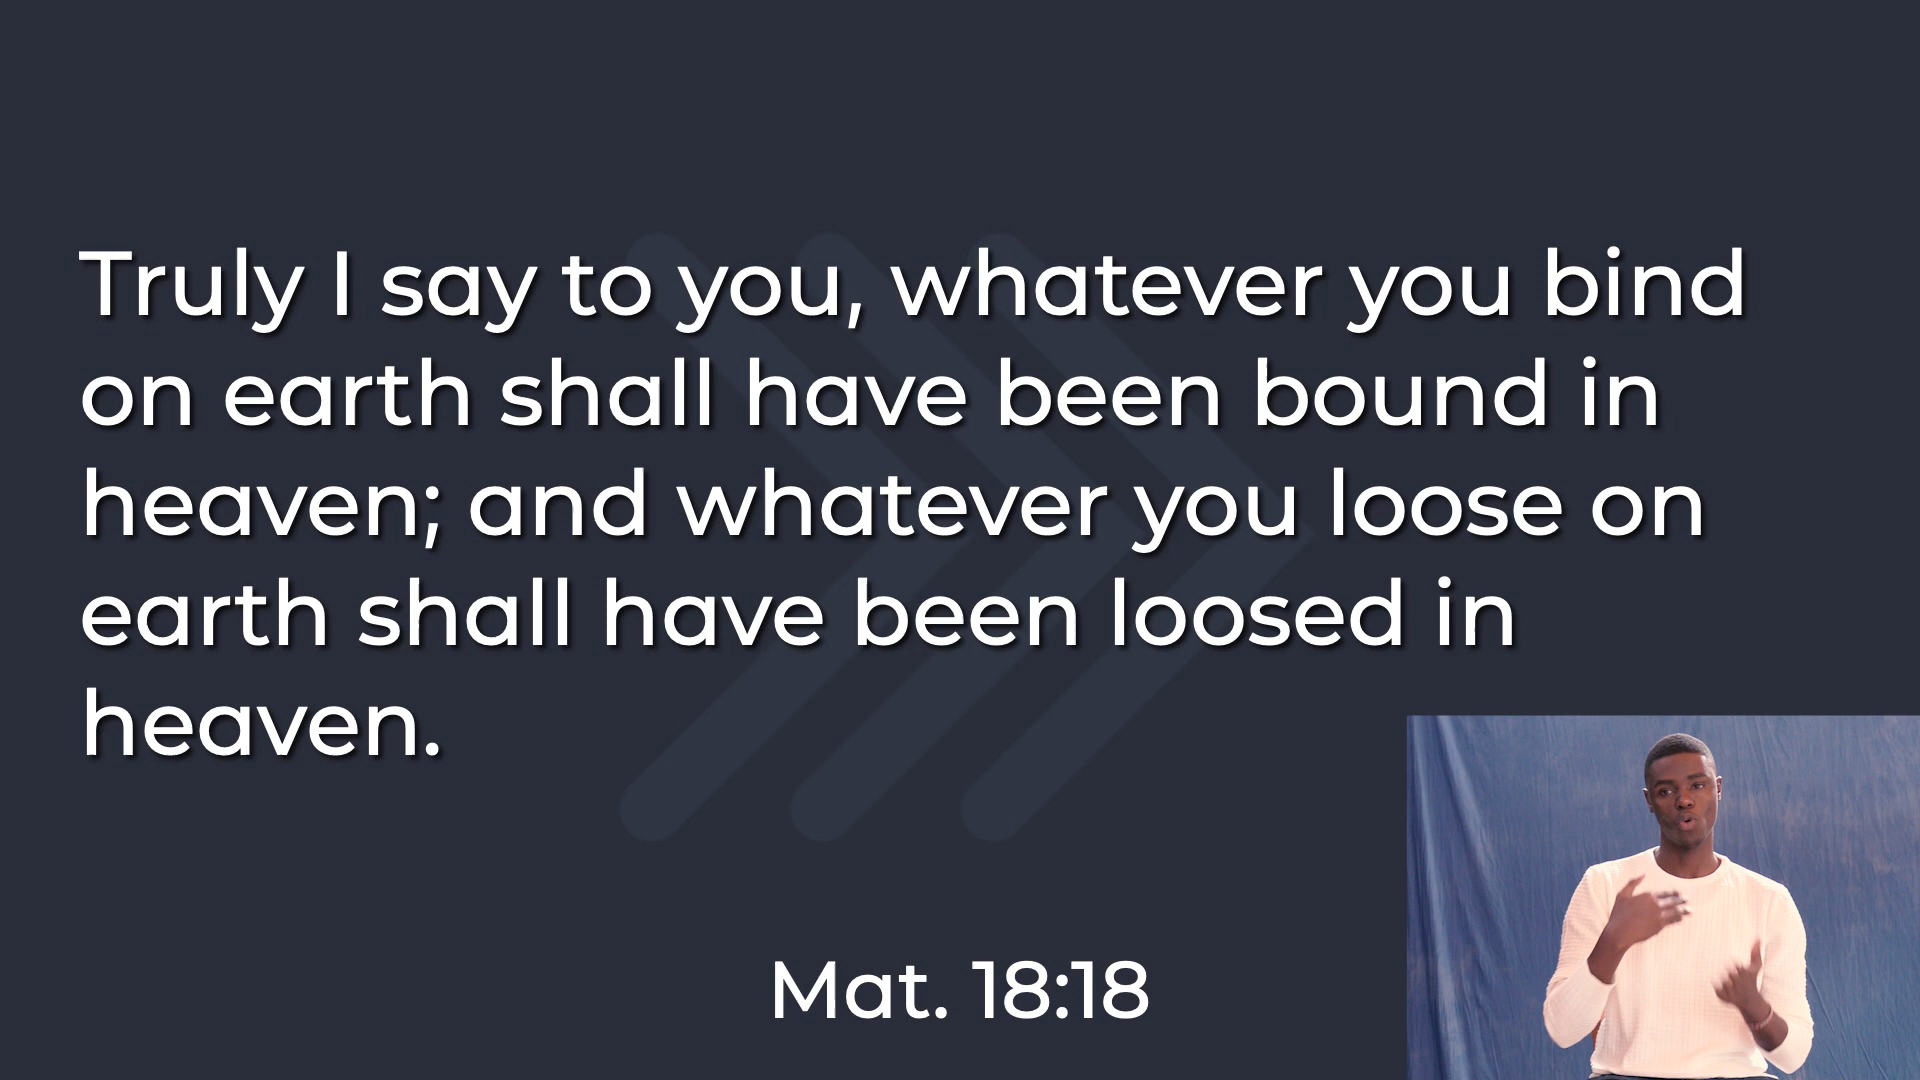 Truly I say to you, whatever you bind
on earth shall have been bound in
heaven; and whatever you loose on
earth shall have been loosed in
heaven.
Mat. 18:18